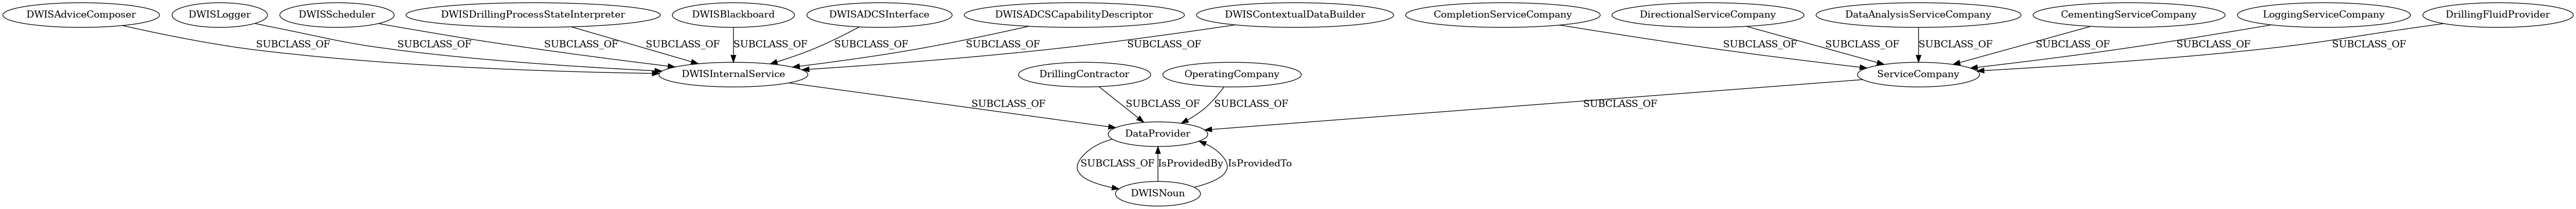 DWISAdviceComposer
DWISLogger
DWISScheduler
DWISDrillingProcessStateInterpreter
DWISBlackboard
DWISADCSInterface
DWISADCSCapabilityDescriptor
DWISContextualDataBuilder
CompletionServiceCompany
DirectionalServiceCompany
DataAnalysisServiceCompany
CementingServiceCompany
LoggingServiceCompany
DrillingFluidProvider
SUBCLASS_OF
SUBCLASS_OF
SUBCLASS_OF
SUBCLASS_OF
SUBCLASS_OF
SUBCLASS_OF
SUBCLASS_OF
SUBCLASS_OF
SUBCLASS_OF
SUBCLASS_OF
SUBCLASS_OF
SUBCLASS_OF
SUBCLASS_OF
SUBCLASS_OF
DWISInternalService
DrillingContractor
OperatingCompany
ServiceCompany
SUBCLASS_OF
SUBCLASS_OF
SUBCLASS_OF
SUBCLASS_OF
DataProvider
SUBCLASS_OF
IsProvidedBy
IsProvidedTo
DWISNoun